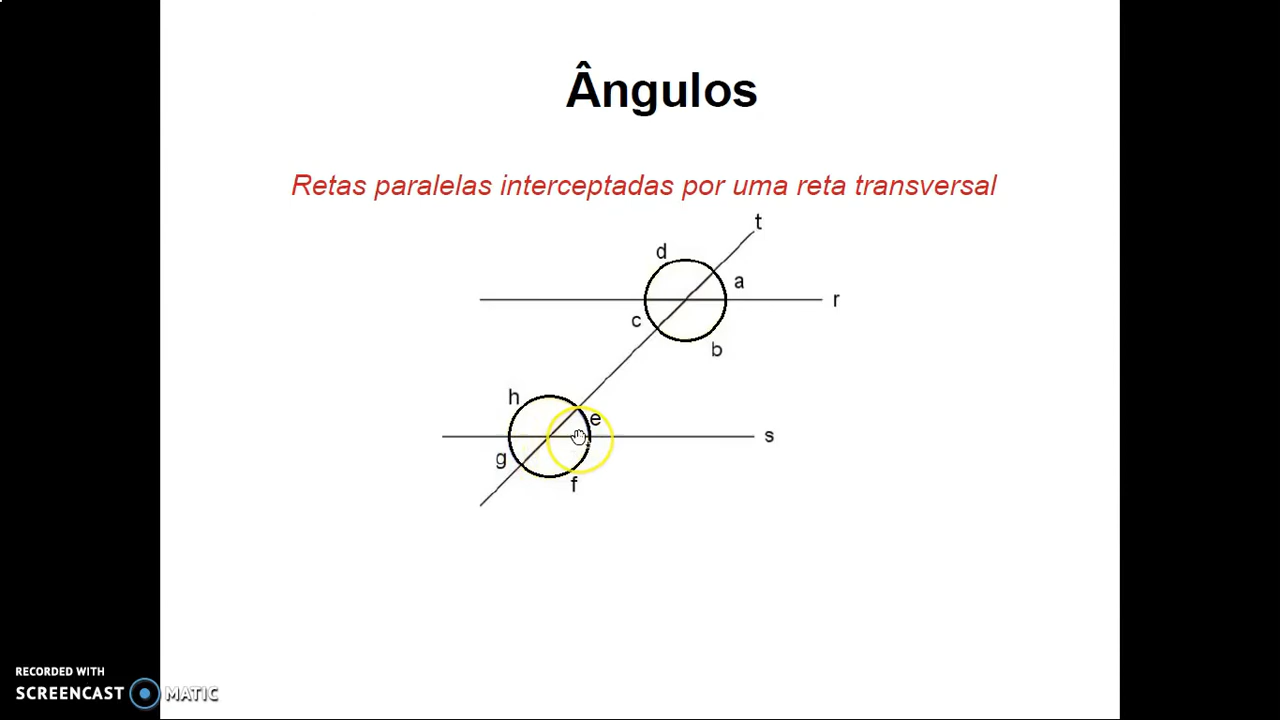 Ângulos
Retas paralelas interceptadas por uma reta transversal
t
d
a
r
c
b
h
e
s
g
f
RECORDED WITH
SCREENCAST MATIC